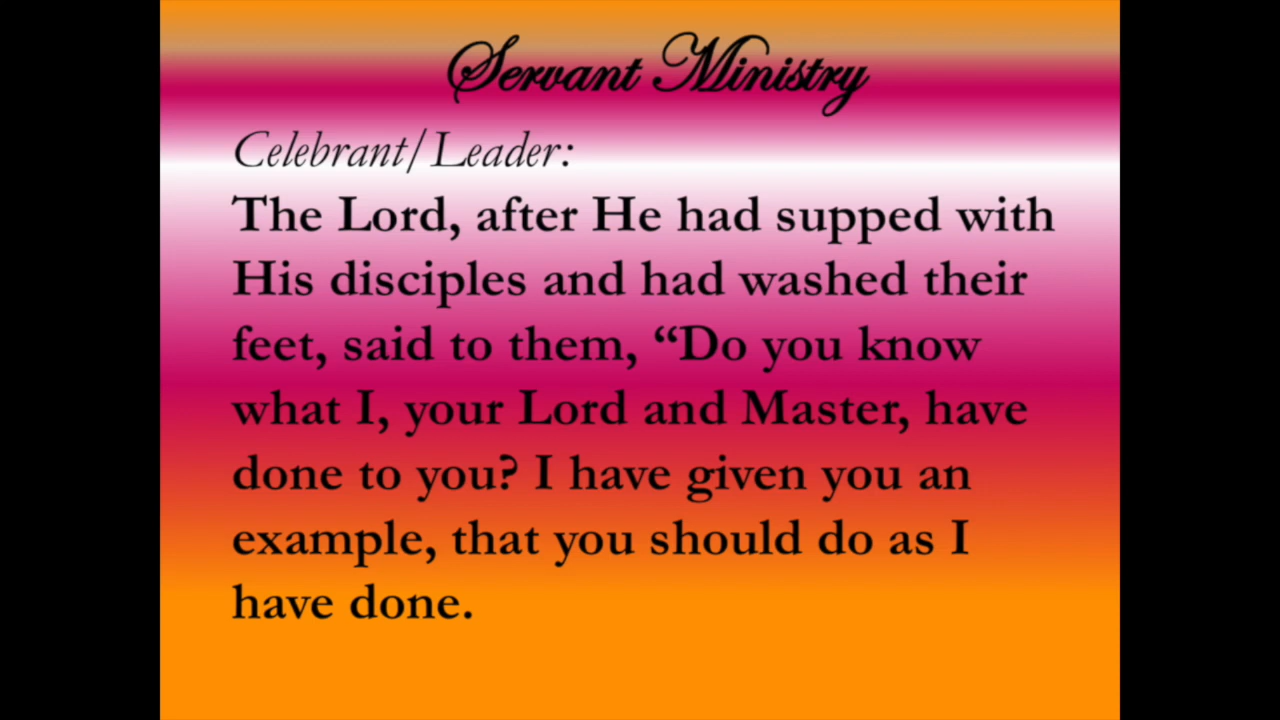 Servant Ministry
Celebrant/Leader:
The Lord, after He had supped with
His disciples and had washed their
feet, said to them, “Do you know
what I, your Lord and Master, have
done to you? I have given you an
example, that you should do as I
have done.